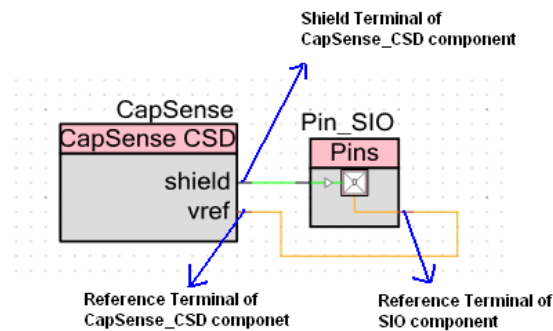 Shield Terminal of
CapSense_CSD component
CapSense
Pin_SIO
CapSense CSD
Pins
shield
vref
Reference Terminal of
CapSense_CSD componet
Reference Terminal of
SIO component